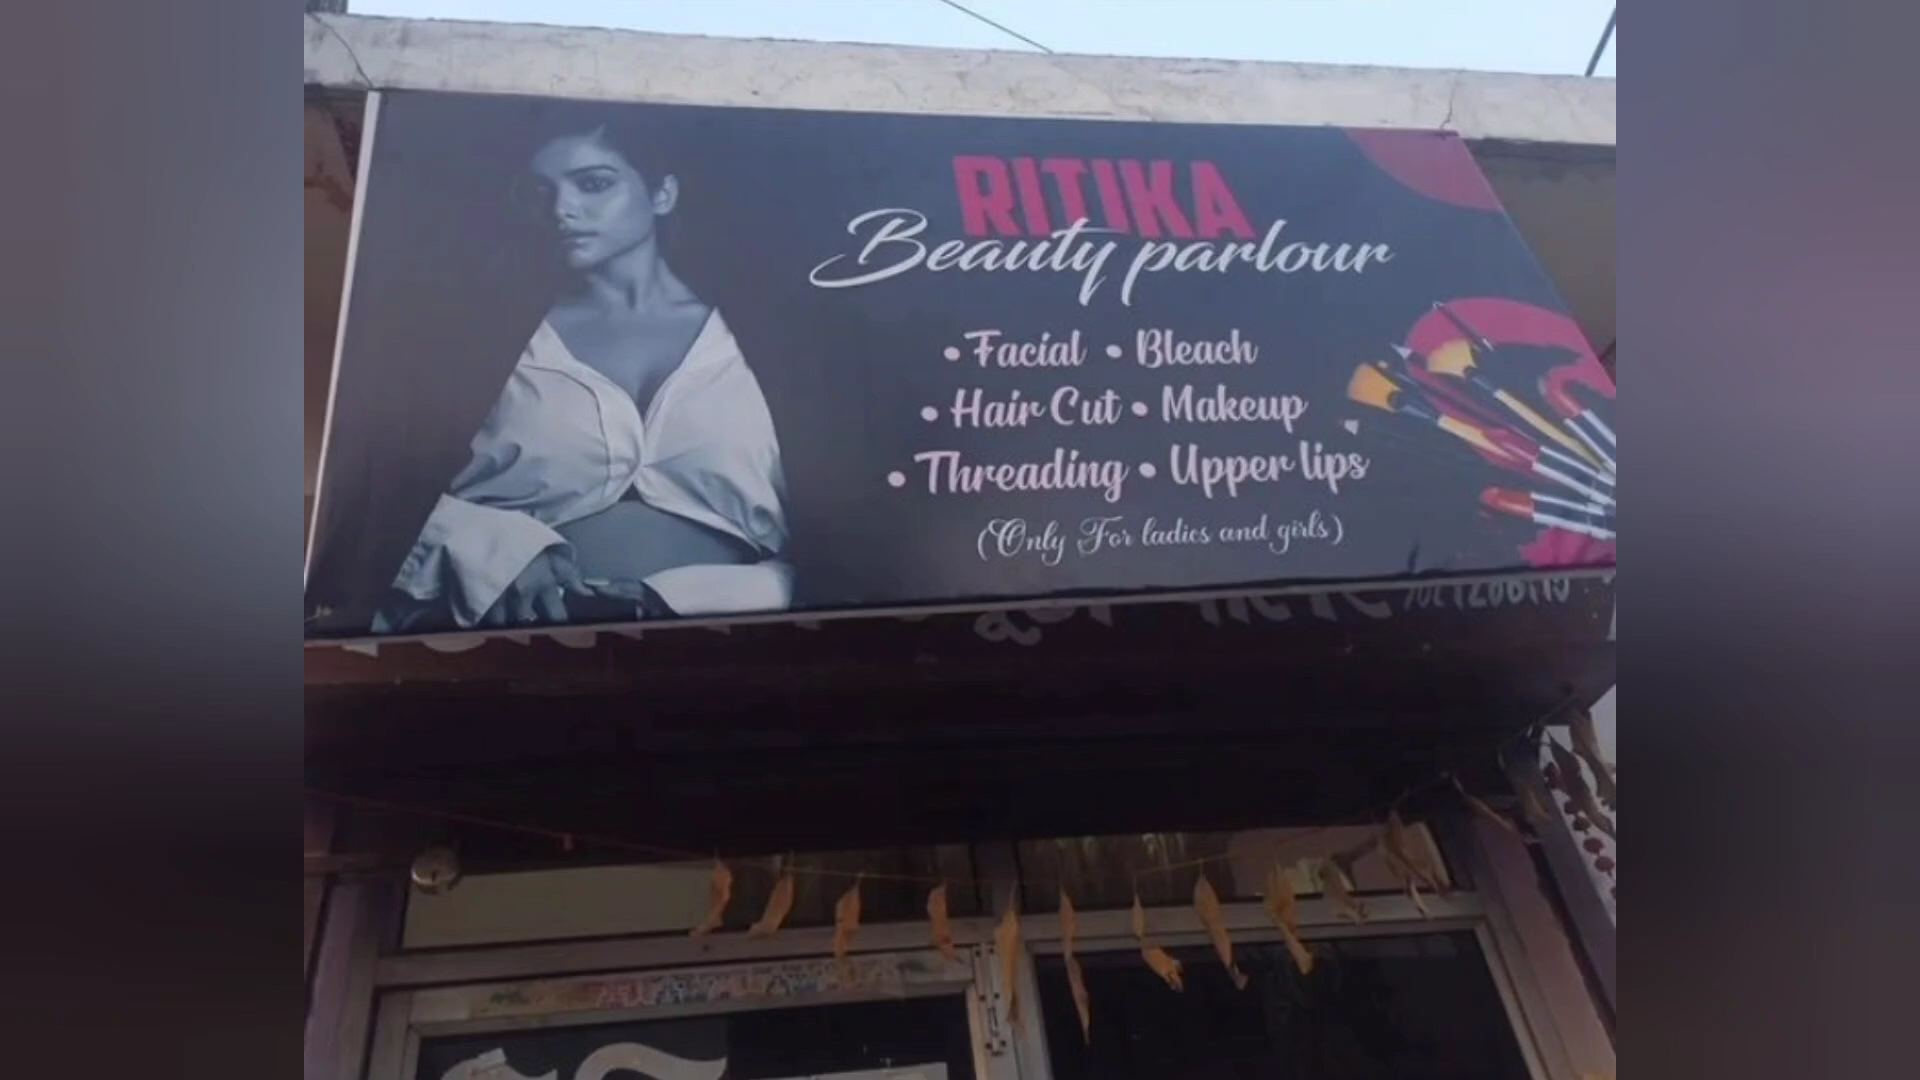 RITIKA
Beauty parlour
• Facial • Bleach
• Hair Cut • Makeup
• Threading • Upper lips
(Only For ladies and girls)